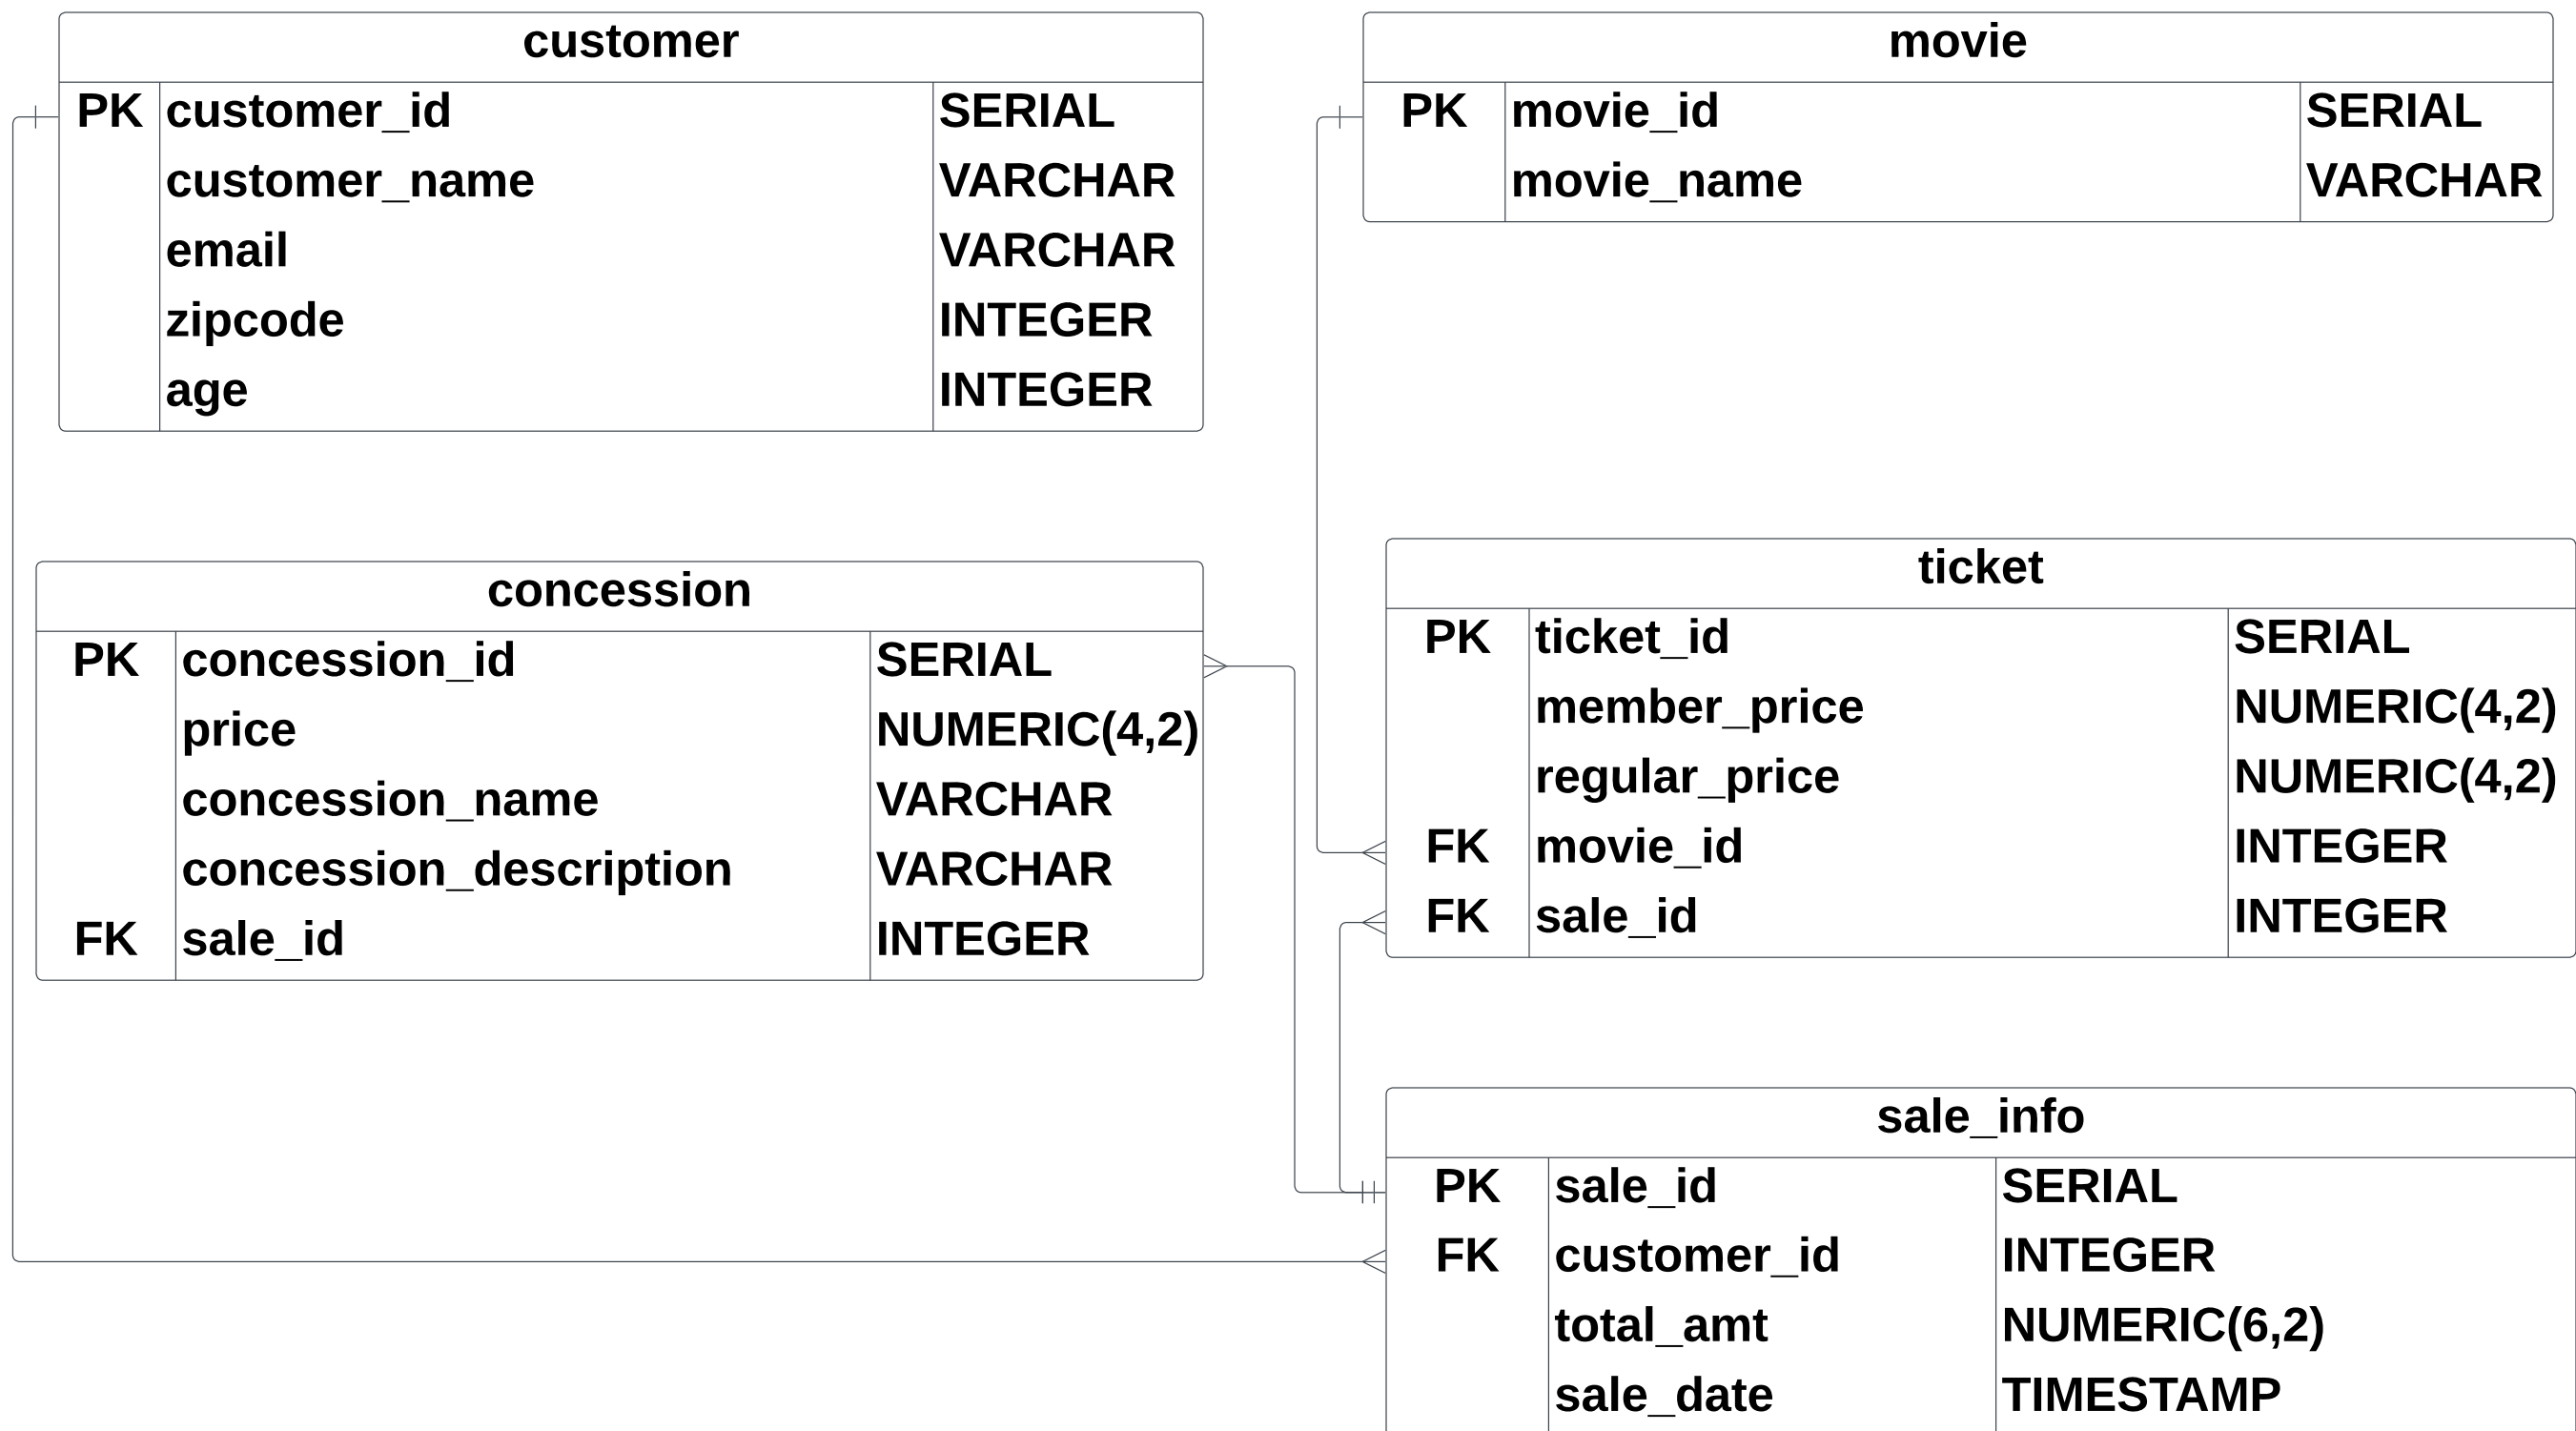 customer
PK customer_id SERIAL
customer_name VARCHAR
email VARCHAR
zipcode INTEGER
age INTEGER
movie
PK movie_id SERIAL
movie_name VARCHAR
concession
PK concession_id SERIAL
price NUMERIC(4,2)
concession_name VARCHAR
concession_description VARCHAR
FK sale_id INTEGER
ticket
PK ticket_id SERIAL
member_price NUMERIC(4,2)
regular_price NUMERIC(4,2)
FK movie_id INTEGER
FK sale_id INTEGER
sale_info
PK sale_id SERIAL
FK customer_id INTEGER
total_amt NUMERIC(6,2)
sale_date TIMESTAMP